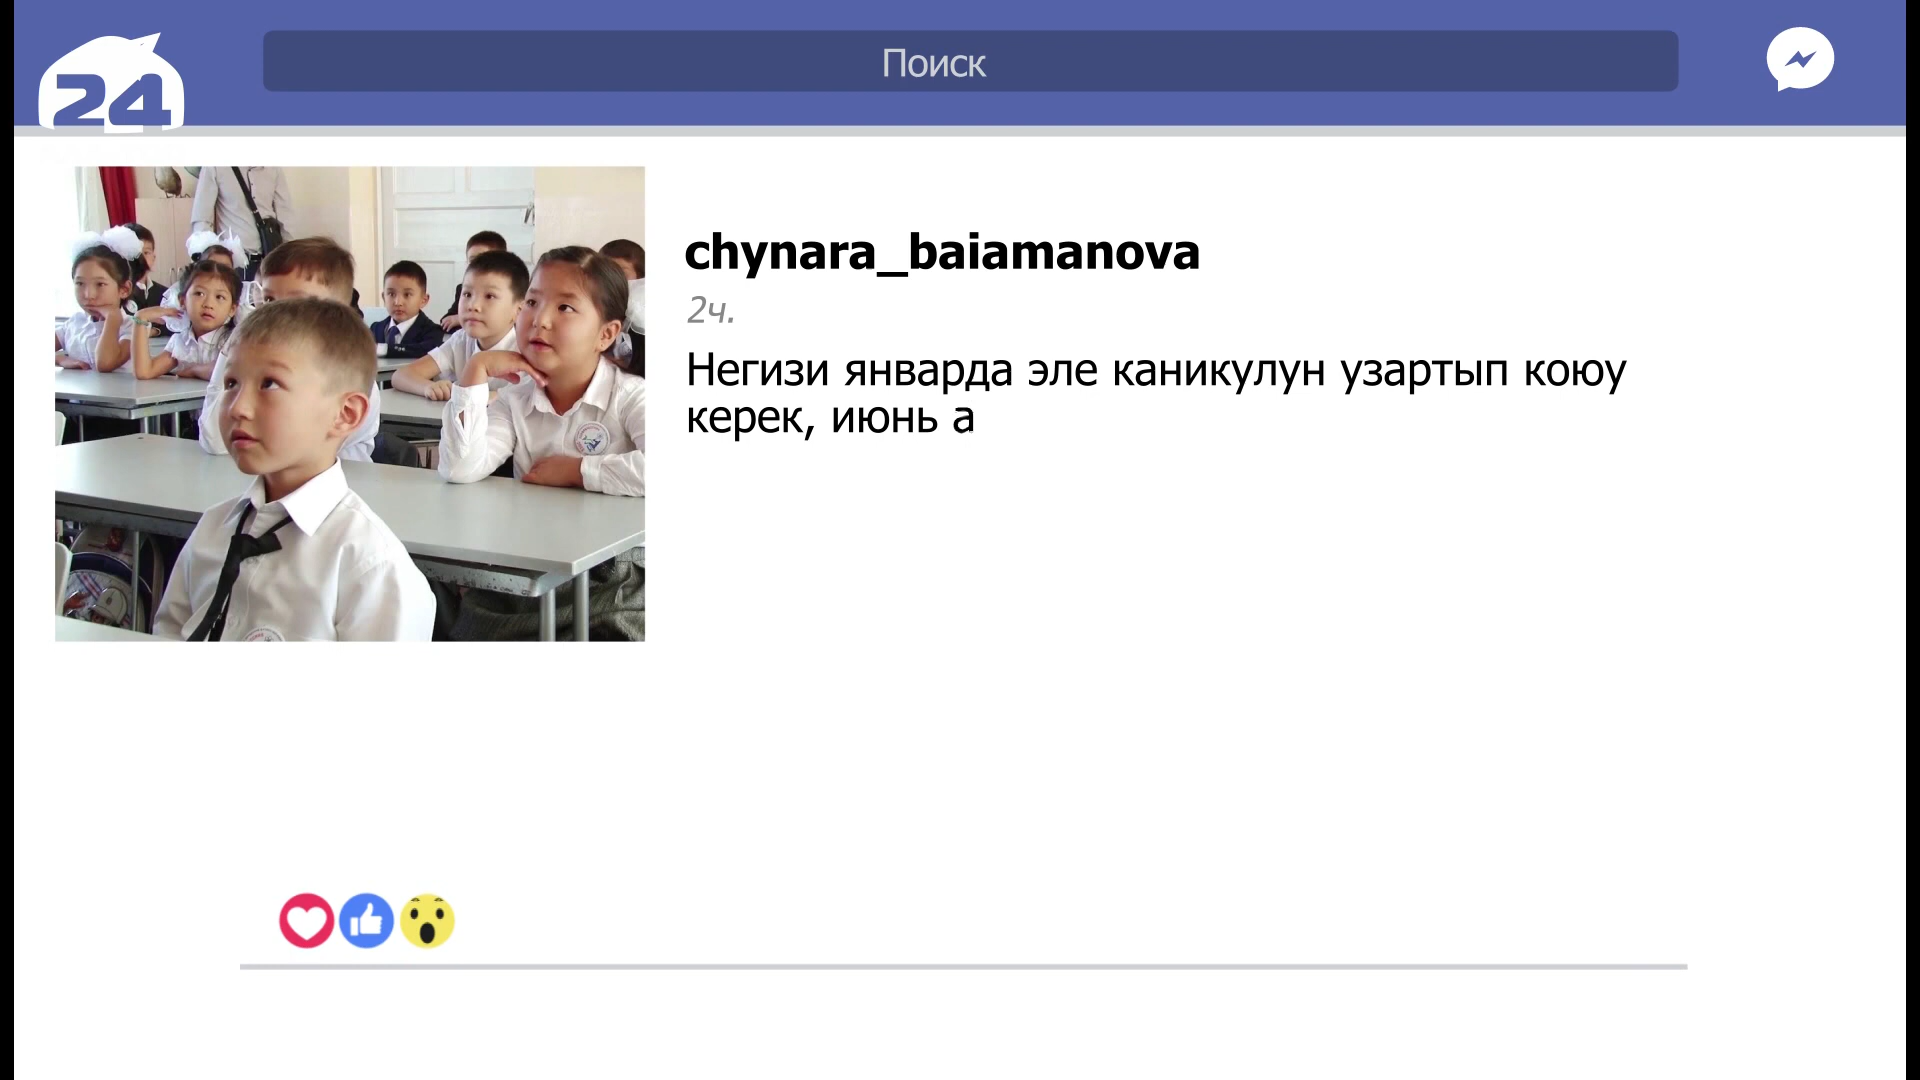 24
Поиск
chynara_baiamanova
2ч.
Негизи январда эле каникулун узартып коюу
керек, июнь а